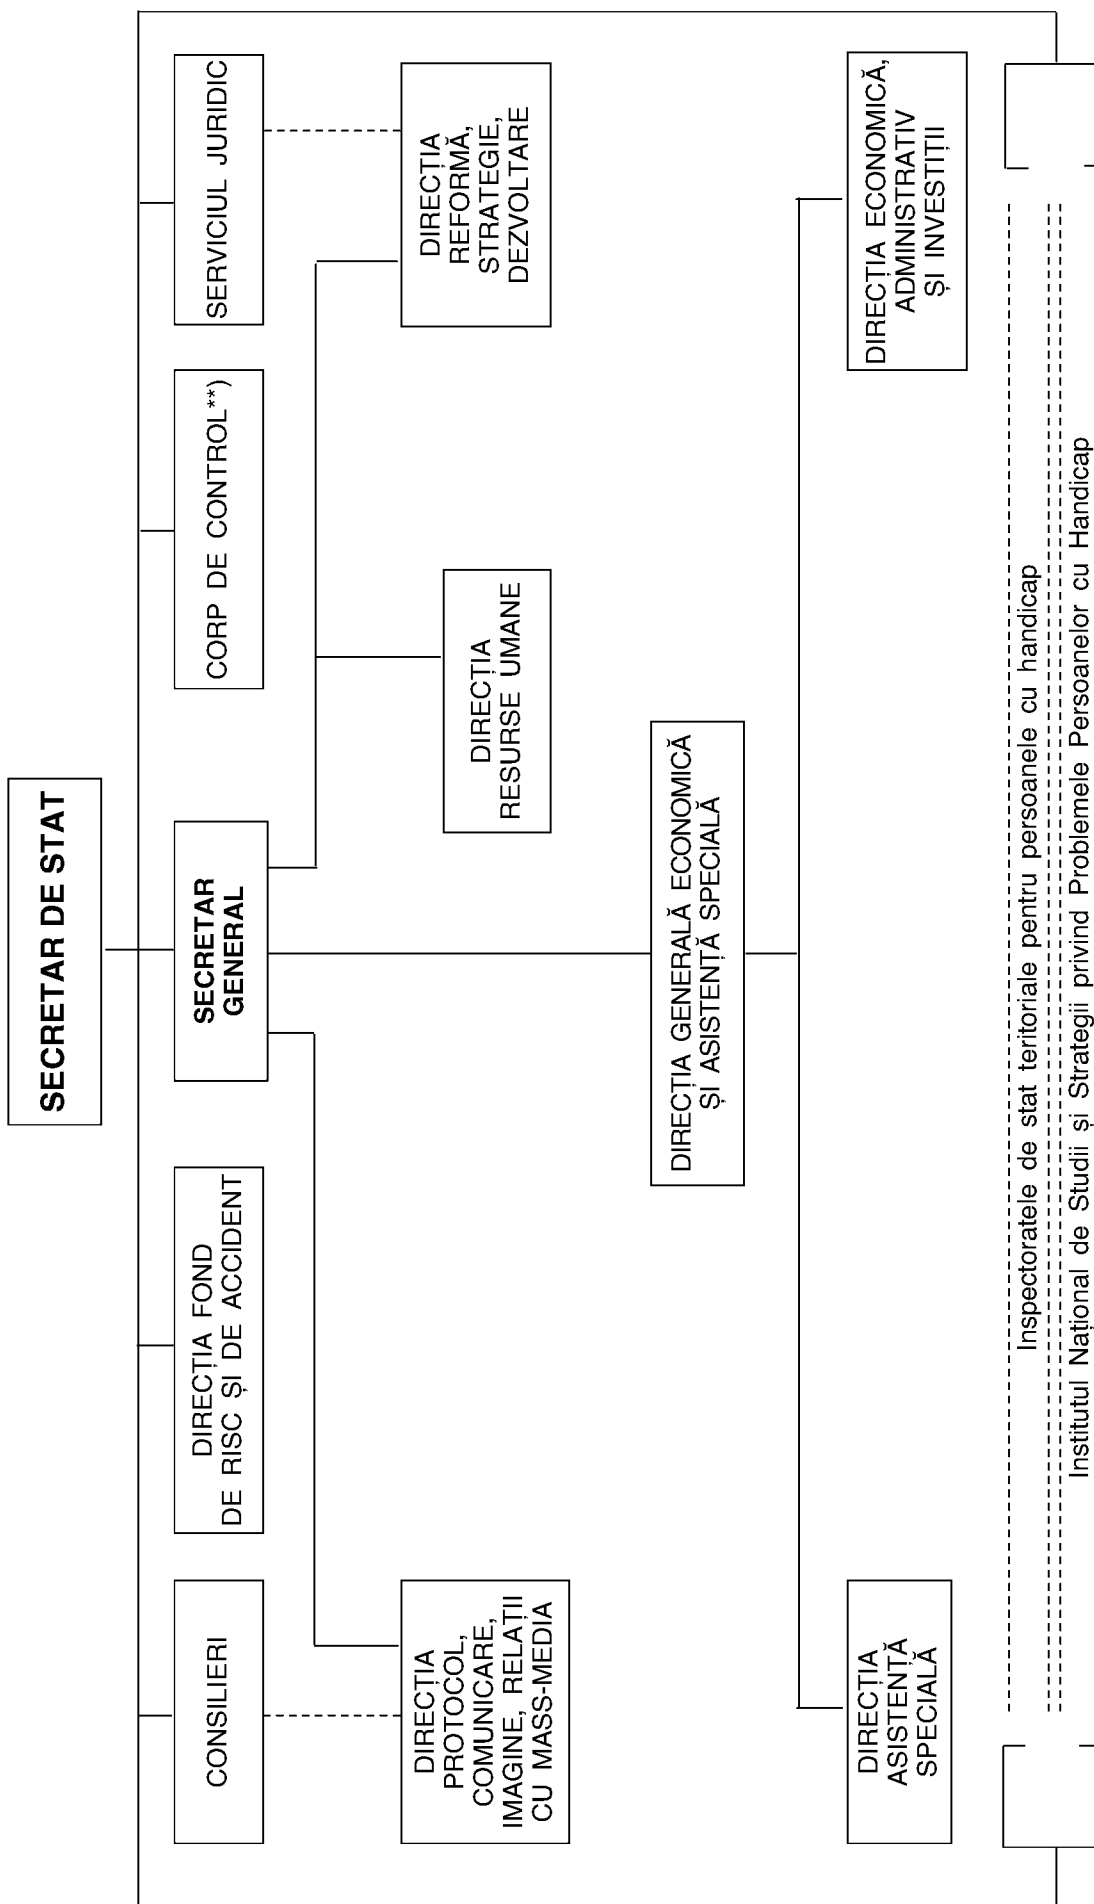 SECRETAR DE STAT
CONSILIERI
DIRECȚIA FOND
DE RISC ȘI DE ACCIDENT
SECRETAR
GENERAL
CORP DE CONTROL**)
SERVICIUL JURIDIC
DIRECȚIA
PROTOCOL,
COMUNICARE,
IMAGINE, RELAȚII
CU MASS-MEDIA
DIRECȚIA
RESURSE UMANE
DIRECȚIA
REFORMĂ,
STRATEGIE,
DEZVOLTARE
DIRECȚIA GENERALĂ ECONOMICĂ
ȘI ASISTENȚĂ SPECIALĂ
DIRECȚIA
ASISTENȚĂ
SPECIALĂ
DIRECȚIA ECONOMICĂ,
ADMINISTRATIV
ȘI INVESTIȚII
Inspectoratele de stat teritoriale pentru persoanele cu handicap
Institutul Național de Studii și Strategii privind Problemele Persoanelor cu Handicap